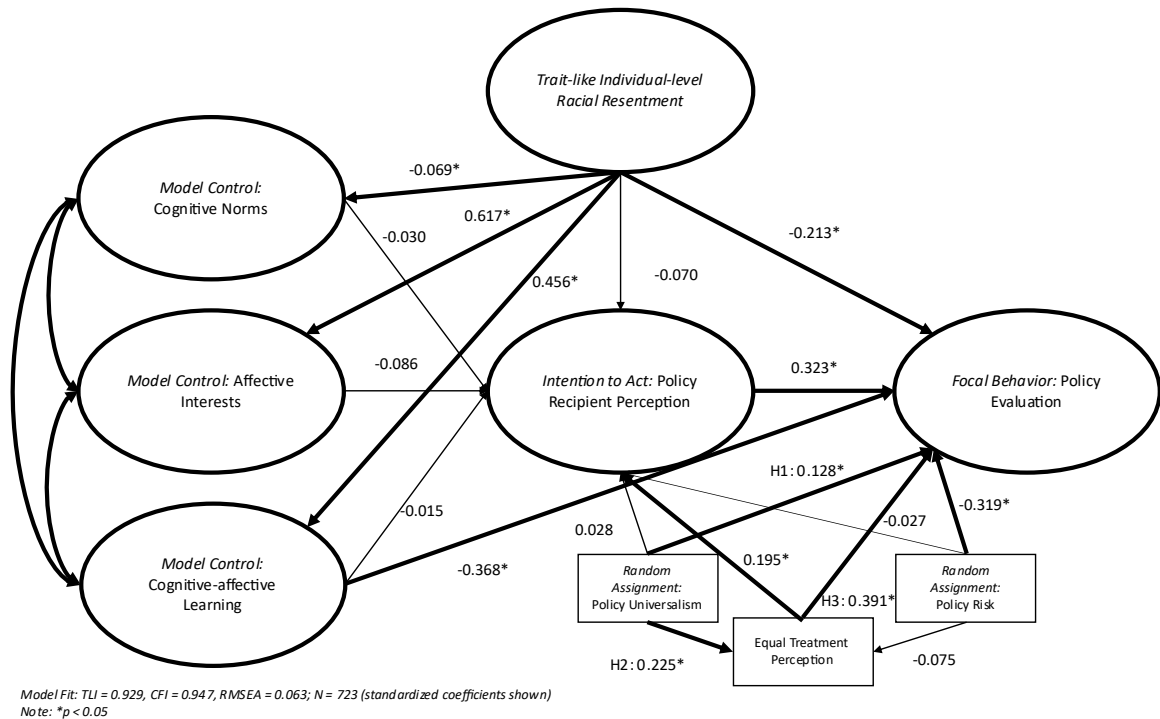 Trait-like Individual-level
Racial Resentment
Model Control:
Cognitive Norms
-0.069*
0.617*
-0.030
-0.213*
0.456*
-0.070
Model Control: Affective
Interests
-0.086
Intention to Act: Policy
Recipient Perception
0.323*
Focal Behavior: Policy
Evaluation
Model Control:
Cognitive-affective
Learning
-0.015
-0.368*
H1: 0.128*
0.028
-0.027
-0.319*
0.195*
Random
Assignment:
Policy Universalism
H3: 0.391*
Random
Assignment:
Policy Risk
Equal Treatment
Perception
H2: 0.225*
-0.075
Model Fit: TLI = 0.929, CFI = 0.947, RMSEA = 0.063; N = 723 (standardized coefficients shown)
Note: *p < 0.05